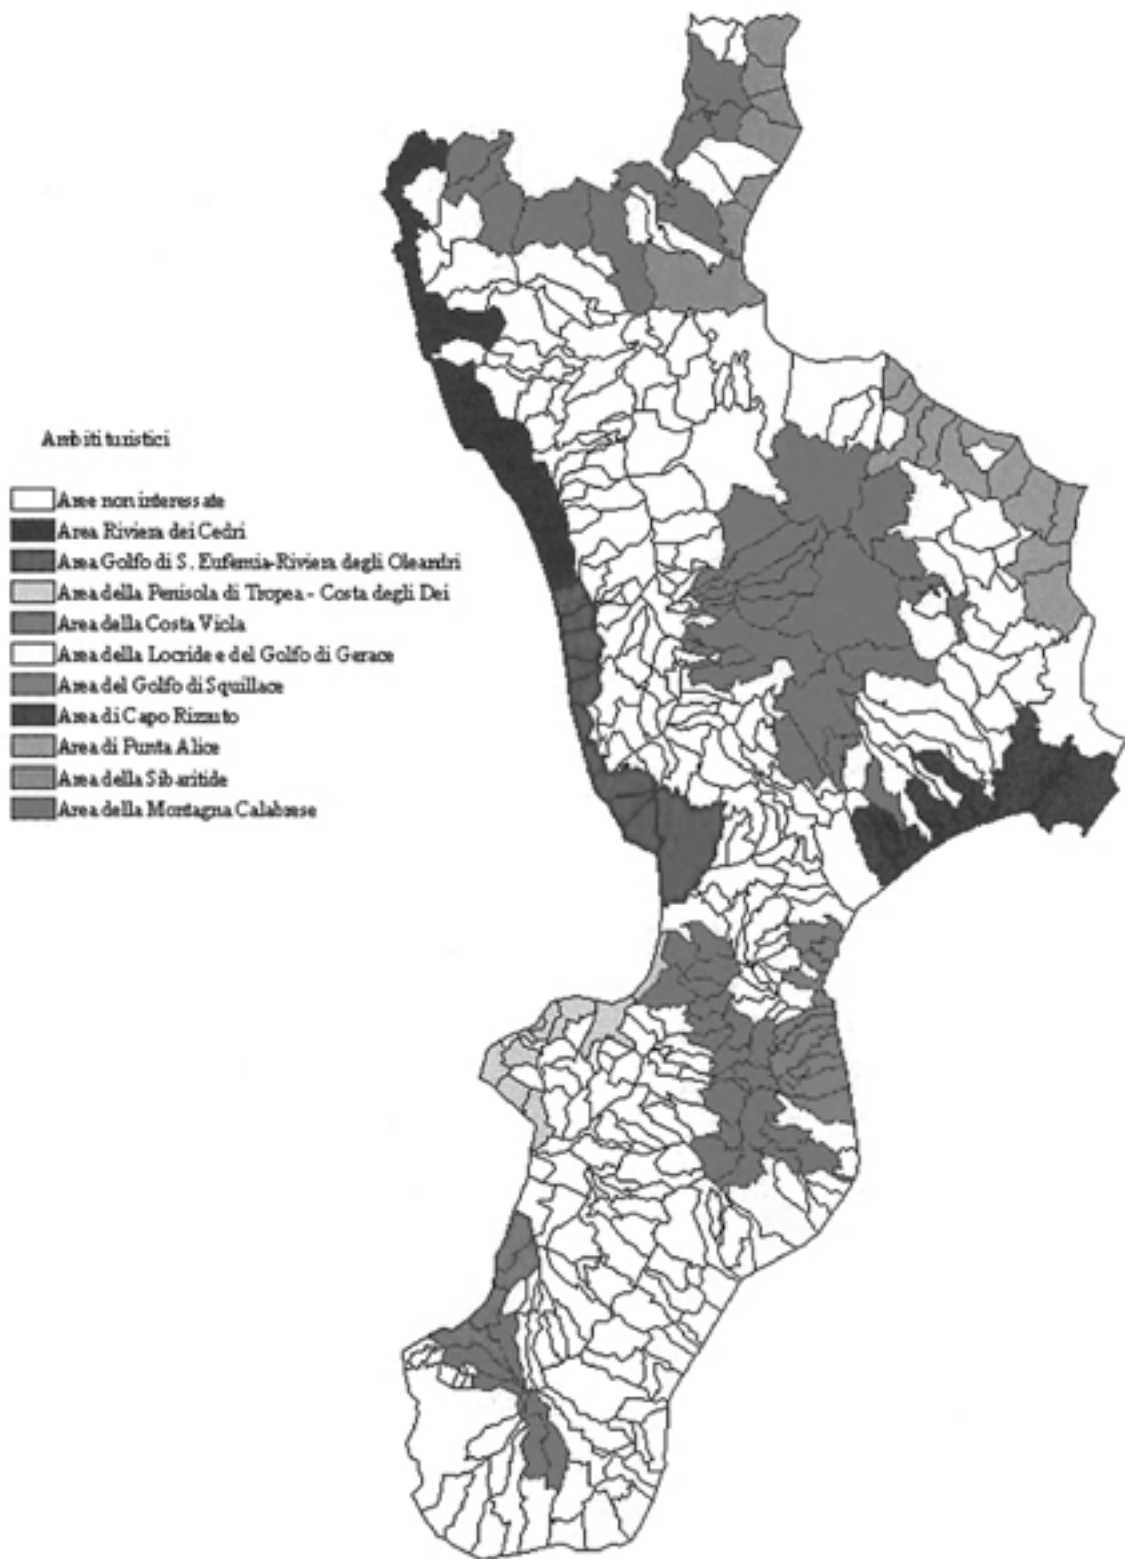 Ambiti turistici
Aree non interessate
Area Riviera dei Cedri
Area Golfo di S. Eufemia-Riviera degli Oleandri
Area della Penisola di Tropea - Costa degli Dei
Area della Costa Viola
Area della Locride e del Golfo di Gerace
Area del Golfo di Squillace
Area di Capo Rizzuto
Area di Punta Alice
Area della Sibaritide
Area della Montagna Calabrese